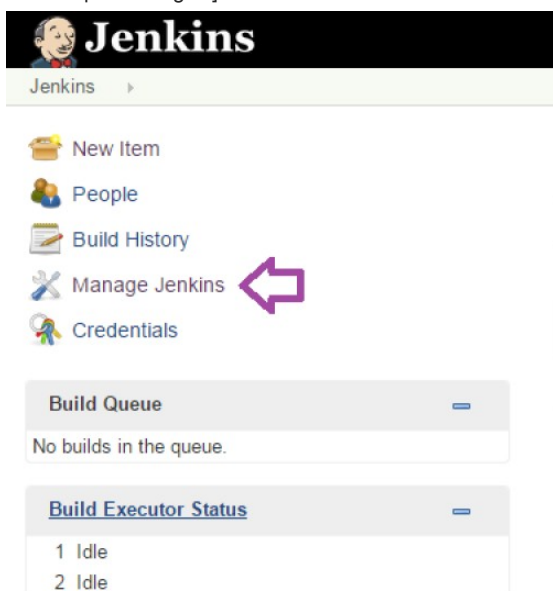 Jenkins
Jenkins
New Item
People
Build History
Manage Jenkins
Credentials
Build Queue
No builds in the queue.
Build Executor Status
1 Idle
2 Idle